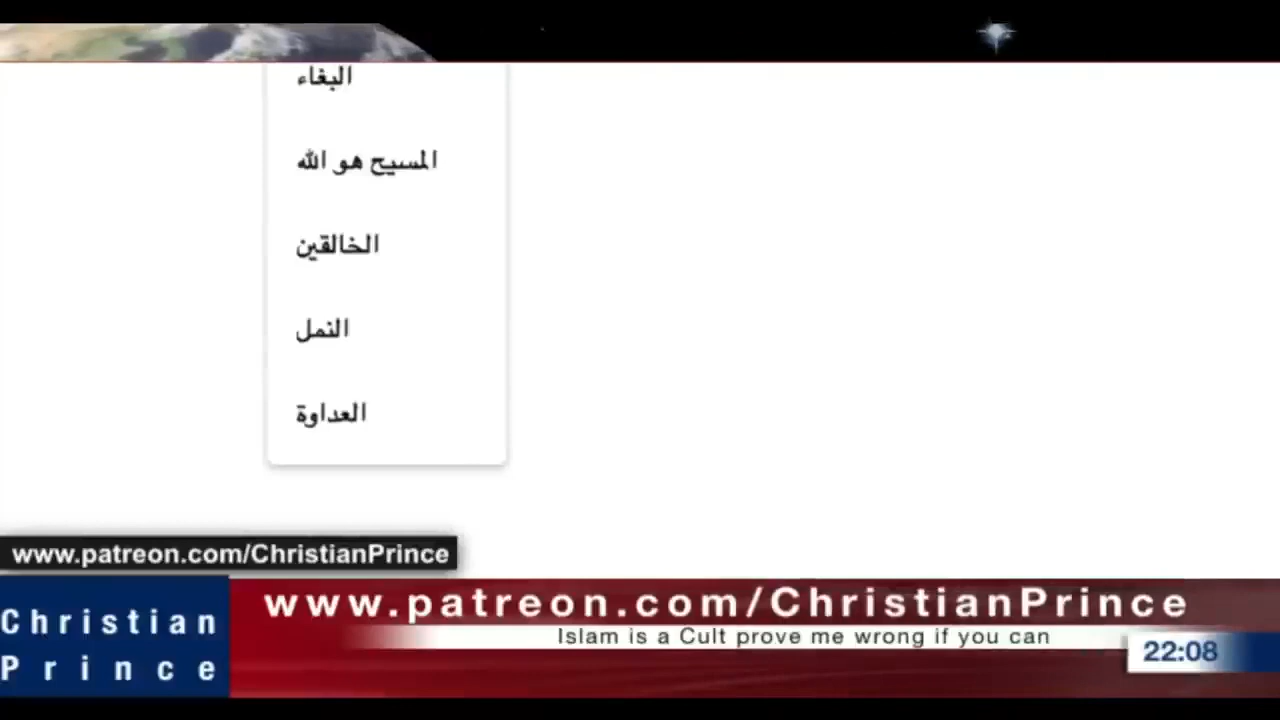 البغاء
المسيح هو الله
الخالقين
النمل
العداوة
www.patreon.com/ChristianPrince
Christian
Prince
www.patreon.com/ChristianPrince
Islam is a Cult prove me wrong if you can
22:08